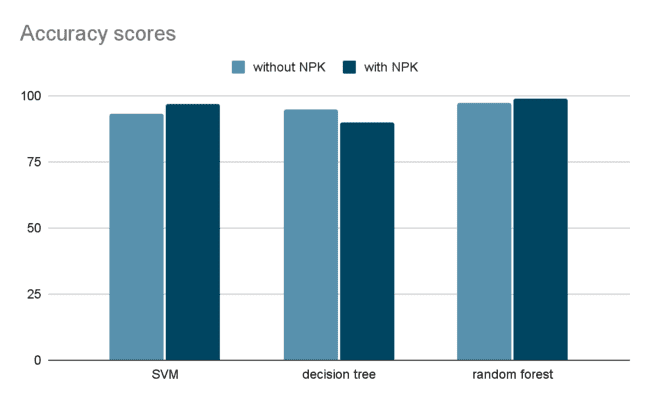 Accuracy scores
without NPK with NPK
100
75
50
25
0
SVM decision tree random forest